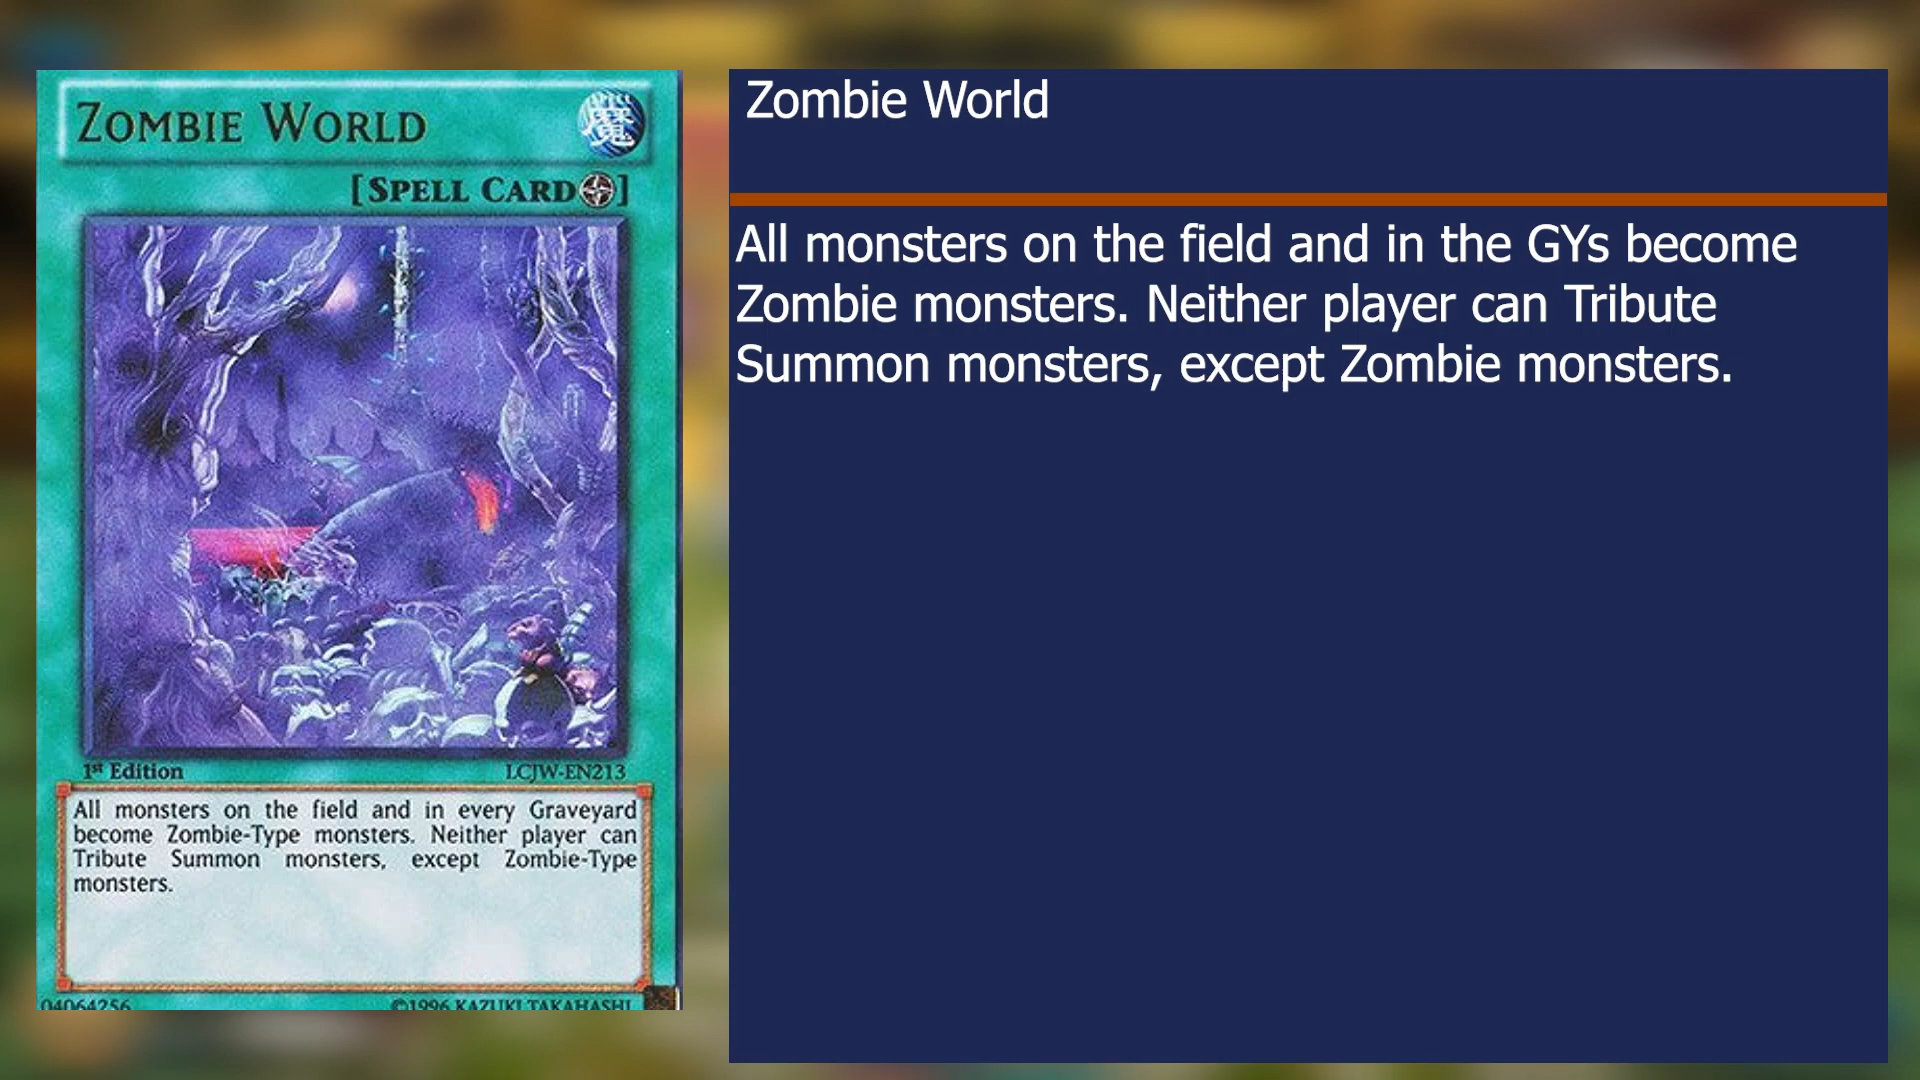 ZOMBIE WORLD
魔
[SPELL CARD]
1st Edition
LCJW-EN213
All monsters on the field and in every Graveyard
become Zombie-Type monsters. Neither player can
Tribute Summon monsters, except Zombie-Type
monsters.
04064256
©1996 KAZUKI TAKAHASHI
Zombie World
All monsters on the field and in the GYs become
Zombie monsters. Neither player can Tribute
Summon monsters, except Zombie monsters.